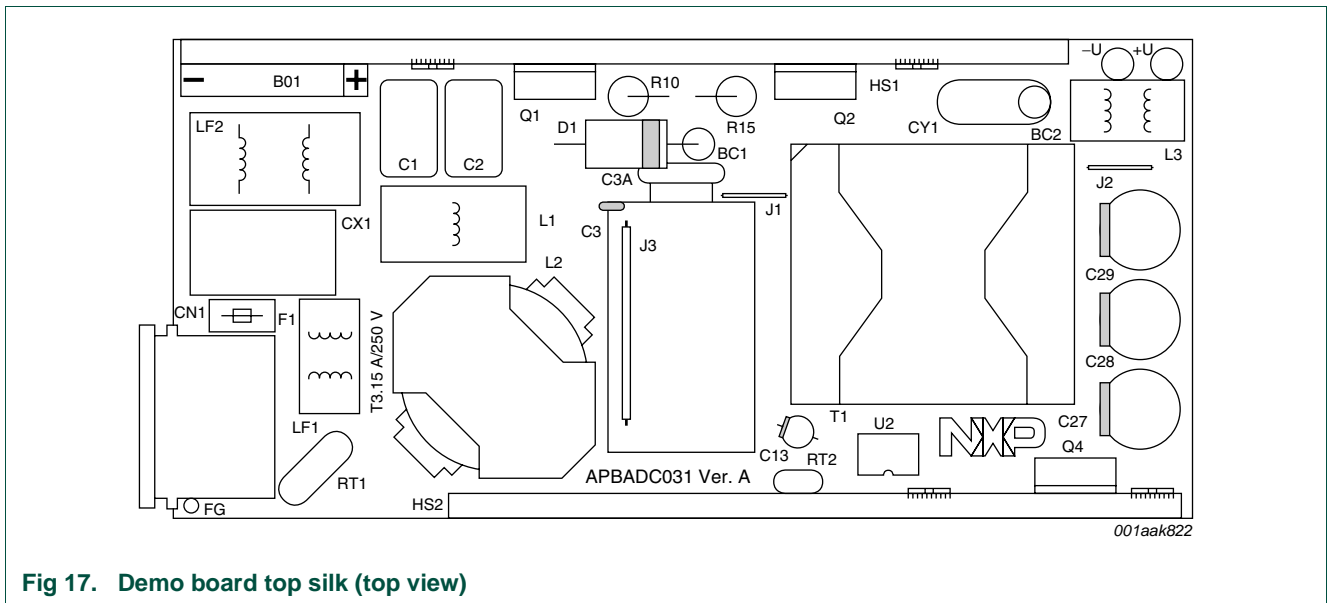 −U +U
− B01 +
R10
HS1
LF2
Q1
D1
R15
Q2
CY1
BC2
BC1
L3
C1
C2
C3A
J2
J1
CX1
L1
C3
J3
L2
C29
CN1
F1
T3.15 A/250 V
C28
LF1
T1
C27
U2
NXP
Q4
C13
RT2
RT1
APBADC031 Ver. A
HS2
FG
001aak822
Fig 17. Demo board top silk (top view)